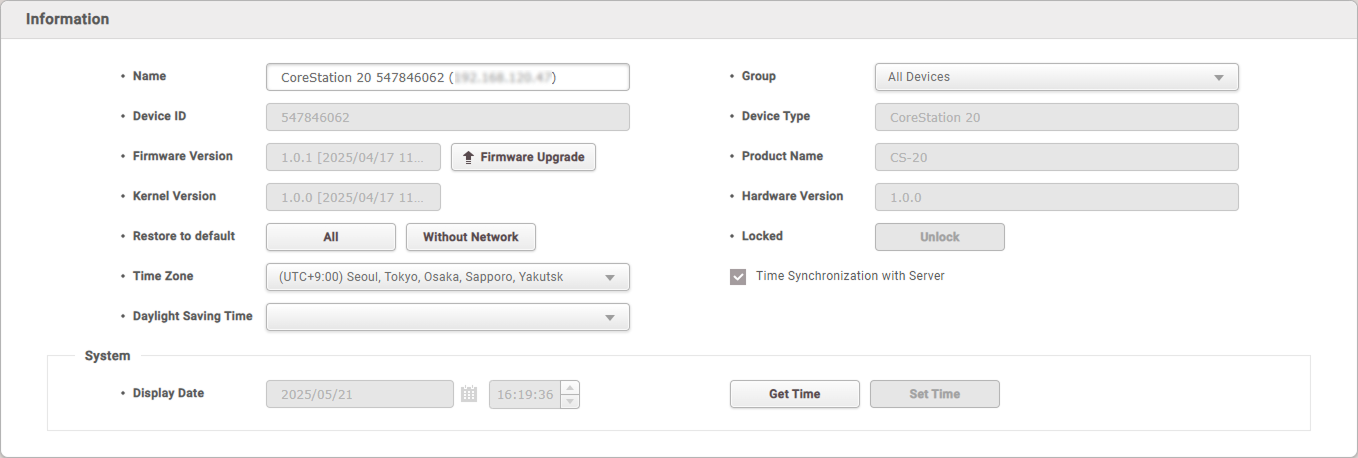 Information
Name CoreStation 20 547846062 ( )
Group All Devices
Device ID 547846062
Device Type CoreStation 20
Firmware Version 1.0.1 [2025/04/17 11... Firmware Upgrade
Product Name CS-20
Kernel Version 1.0.0 [2025/04/17 11...
Hardware Version 1.0.0
Restore to default All Without Network
Locked Unlock
Time Zone (UTC+9:00) Seoul, Tokyo, Osaka, Sapporo, Yakutsk
Time Synchronization with Server
Daylight Saving Time
System
Display Date 2025/05/21 16:19:36 Get Time Set Time